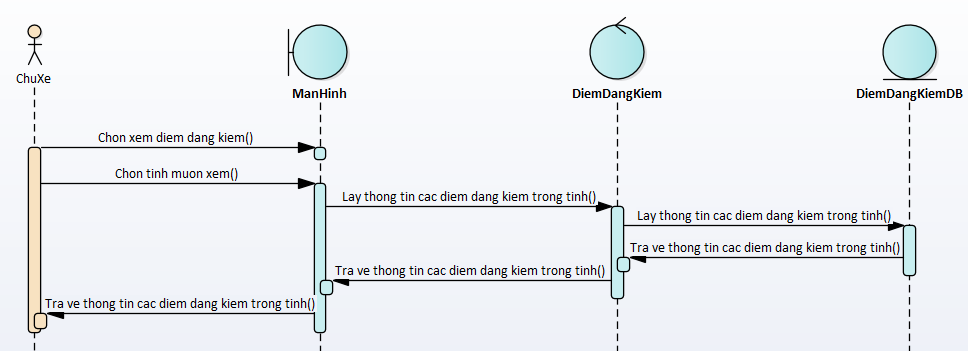 ChuXe
ManHinh
DiemDangKiem
DiemDangKiemDB
Chon xem diem dang kiem()
Chon tinh muon xem()
Lay thong tin cac diem dang kiem trong tinh()
Lay thong tin cac diem dang kiem trong tinh()
Tra ve thong tin cac diem dang kiem trong tinh()
Tra ve thong tin cac diem dang kiem trong tinh()
Tra ve thong tin cac diem dang kiem trong tinh()